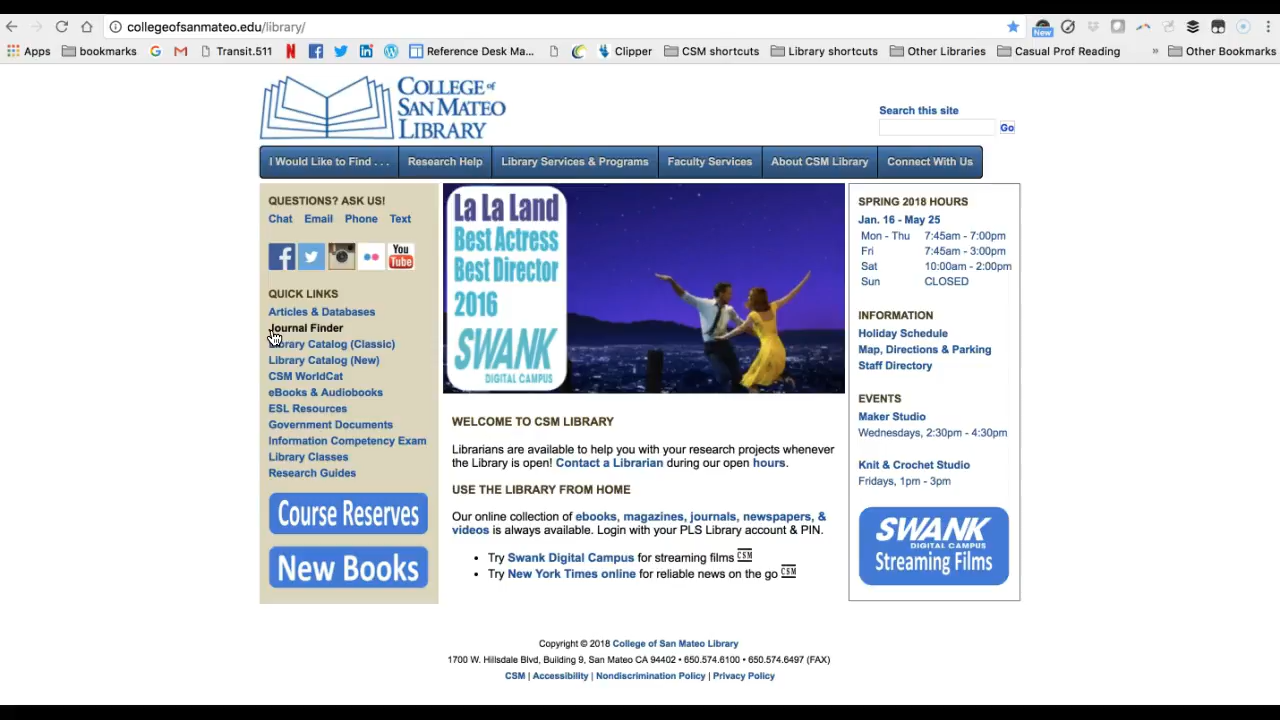 collegeofsanmateo.edu/library/
New
Apps bookmarks Transit.511 Reference Desk Ma... Clipper CSM shortcuts Library shortcuts Other Libraries Casual Prof Reading » Other Bookmarks
COLLEGE of
SAN MATEO
LIBRARY
Search this site
Go
I Would Like to Find . . . Research Help Library Services & Programs Faculty Services About CSM Library Connect With Us
QUESTIONS? ASK US!
Chat Email Phone Text
You
Tube
QUICK LINKS
Articles & Databases
Journal Finder
Library Catalog (Classic)
Library Catalog (New)
CSM WorldCat
eBooks & Audiobooks
ESL Resources
Government Documents
Information Competency Exam
Library Classes
Research Guides
Course Reserves
New Books
La La Land
Best Actress
Best Director
2016
SWANK
DIGITAL CAMPUS
WELCOME TO CSM LIBRARY
Librarians are available to help you with your research projects whenever
the Library is open! Contact a Librarian during our open hours.
USE THE LIBRARY FROM HOME
Our online collection of ebooks, magazines, journals, newspapers, &
videos is always available. Login with your PLS Library account & PIN.
• Try Swank Digital Campus for streaming films CSM
• Try New York Times online for reliable news on the go CSM
SPRING 2018 HOURS
Jan. 16 - May 25
Mon - Thu 7:45am - 7:00pm
Fri 7:45am - 3:00pm
Sat 10:00am - 2:00pm
Sun CLOSED
INFORMATION
Holiday Schedule
Map, Directions & Parking
Staff Directory
EVENTS
Maker Studio
Wednesdays, 2:30pm - 4:30pm
Knit & Crochet Studio
Fridays, 1pm - 3pm
SWANK
DIGITAL CAMPUS
Streaming Films
Copyright © 2018 College of San Mateo Library
1700 W. Hillsdale Blvd, Building 9, San Mateo CA 94402 • 650.574.6100 • 650.574.6497 (FAX)
CSM | Accessibility | Nondiscrimination Policy | Privacy Policy